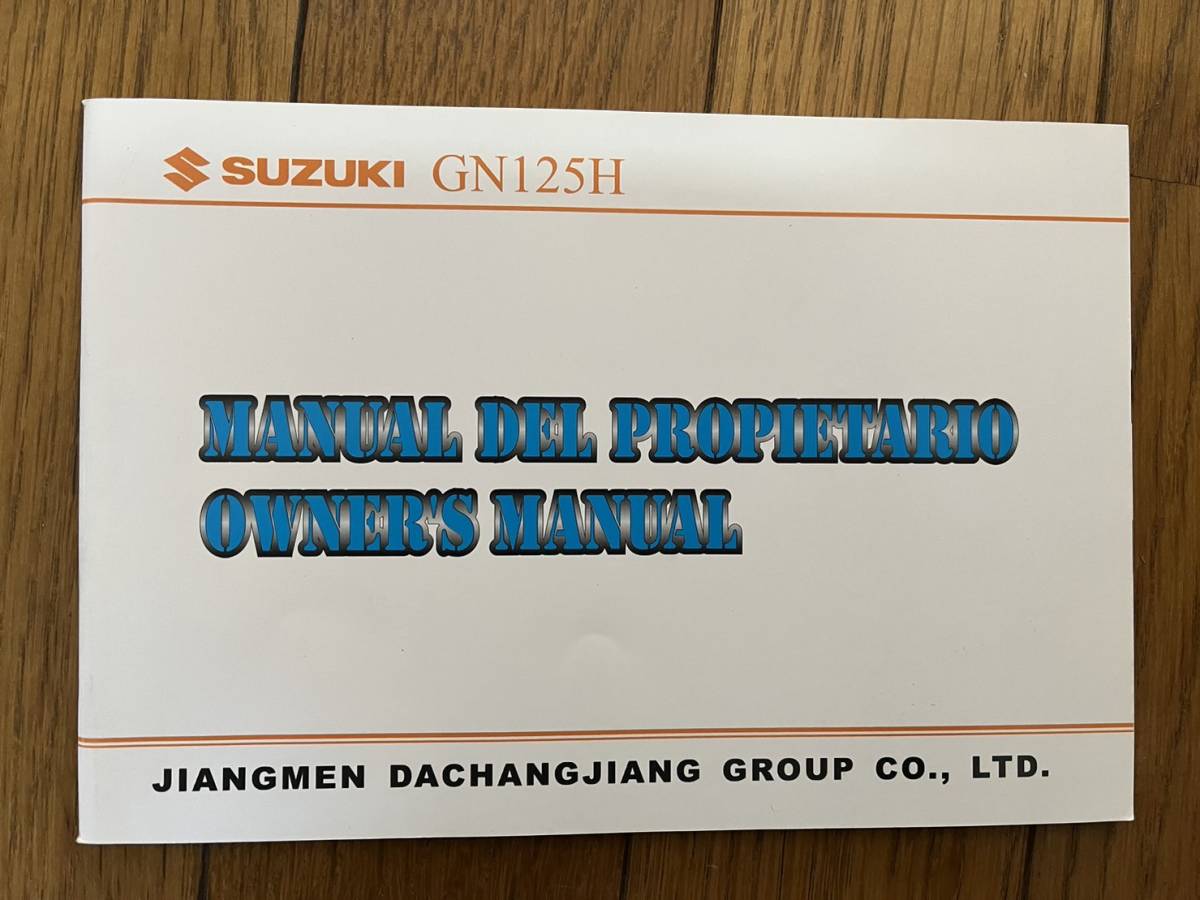 SUZUKI GN125H
MANUAL DEL PROPIETARIO
OWNER'S MANUAL
JIANGMEN DACHANGJIANG GROUP CO., LTD.